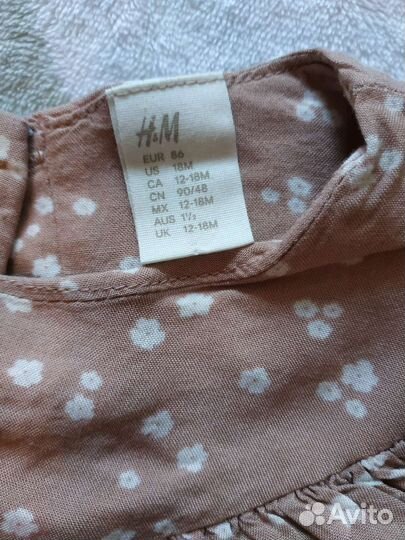 H&M
EUR 86
US 18M
CA 12-18M
CN 90/48
MX 12-18M
AUS 1½
UK 12-18M
Avito